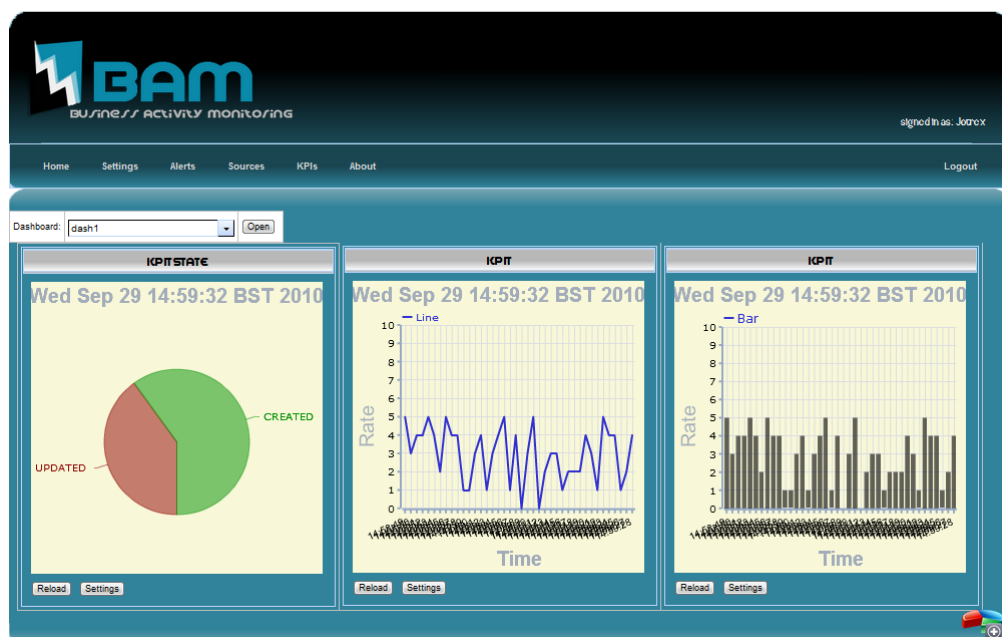 BAM
Business Activity monitoring
signed in as: Jotrex
Home Settings Alerts Sources KPIs About Logout
Dashboard: dash1 Open
KPITSTATE
Wed Sep 29 14:59:32 BST 2010
CREATED
UPDATED
Reload Settings
KPIT
Wed Sep 29 14:59:32 BST 2010
Line
10
9
8
7
6
5
4
3
2
1
0
Rate
Time
Reload Settings
KPIT
Wed Sep 29 14:59:32 BST 2010
Bar
10
9
8
7
6
5
4
3
2
1
0
Rate
Time
Reload Settings